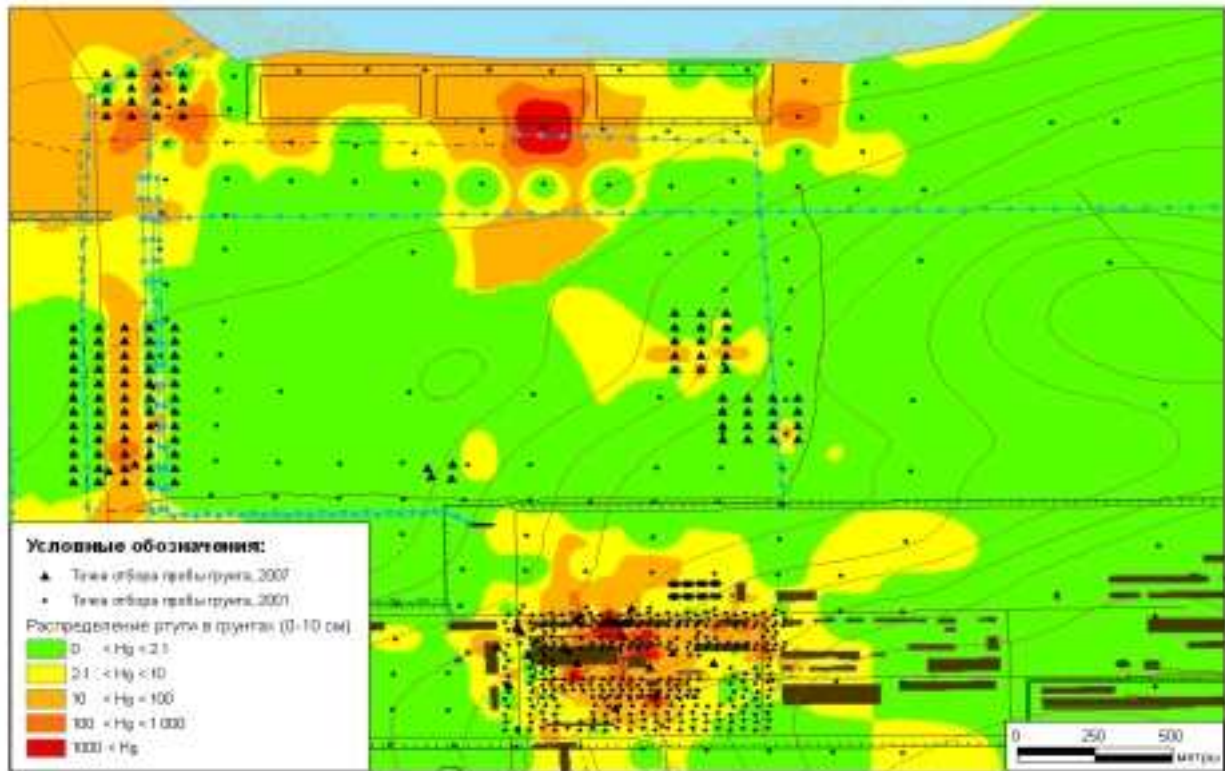 Условные обозначения:
Точка отбора пробы грунта, 2007
Точка отбора пробы грунта, 2001
Распределение ртути в грунтах (0-10 см)
0 < Hg < 2.1
2.1 < Hg < 10
10 < Hg < 100
100 < Hg < 1 000
1000 < Hg
0 250 500
метры